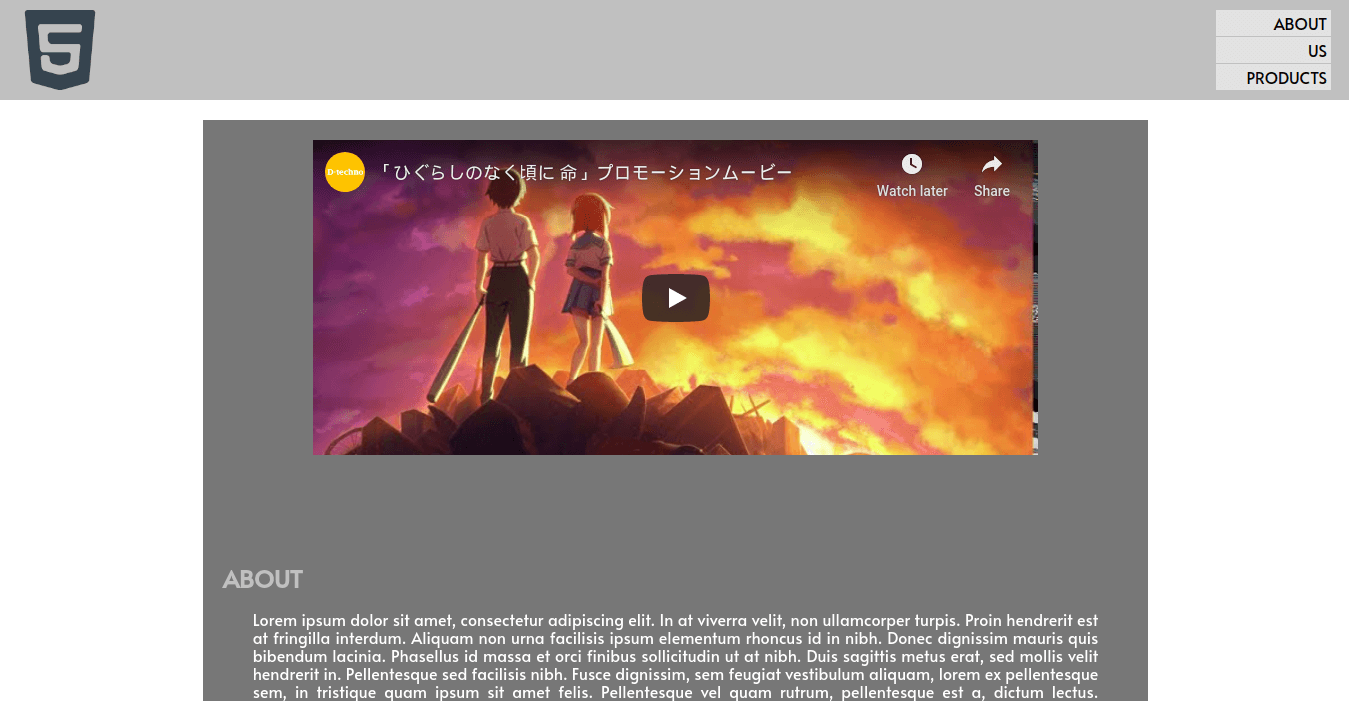 5
ABOUT
US
PRODUCTS
D-techno
「ひぐらしのなく頃に 命」プロモーションムービー
Watch later
Share
ABOUT
Lorem ipsum dolor sit amet, consectetur adipiscing elit. In at viverra velit, non ullamcorper turpis. Proin hendrerit est
at fringilla interdum. Aliquam non urna facilisis ipsum elementum rhoncus id in nibh. Donec dignissim mauris quis
bibendum lacinia. Phasellus id massa et orci finibus sollicitudin ut at nibh. Duis sagittis metus erat, sed mollis velit
hendrerit in. Pellentesque sed facilisis nibh. Fusce dignissim, sem feugiat vestibulum aliquam, lorem ex pellentesque
sem, in tristique quam ipsum sit amet felis. Pellentesque vel quam rutrum, pellentesque est a, dictum lectus.